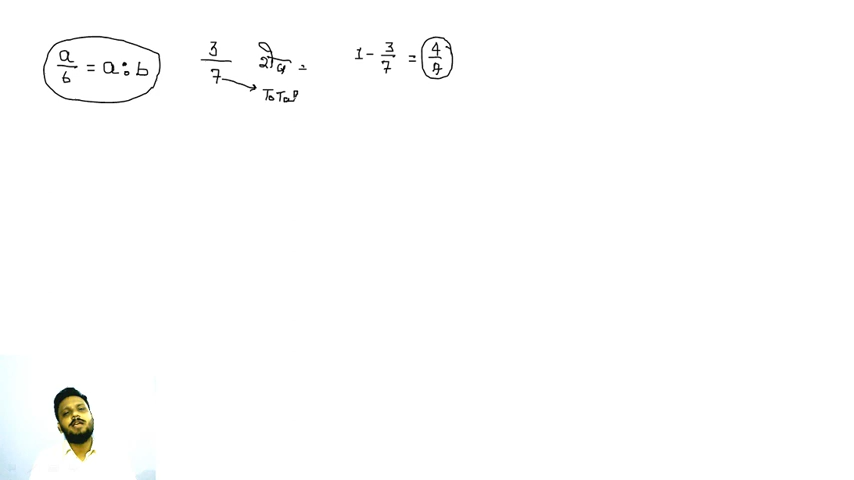 a/b = a:b
3/7 शेष =
Total
1 - 3/7 = 4/7